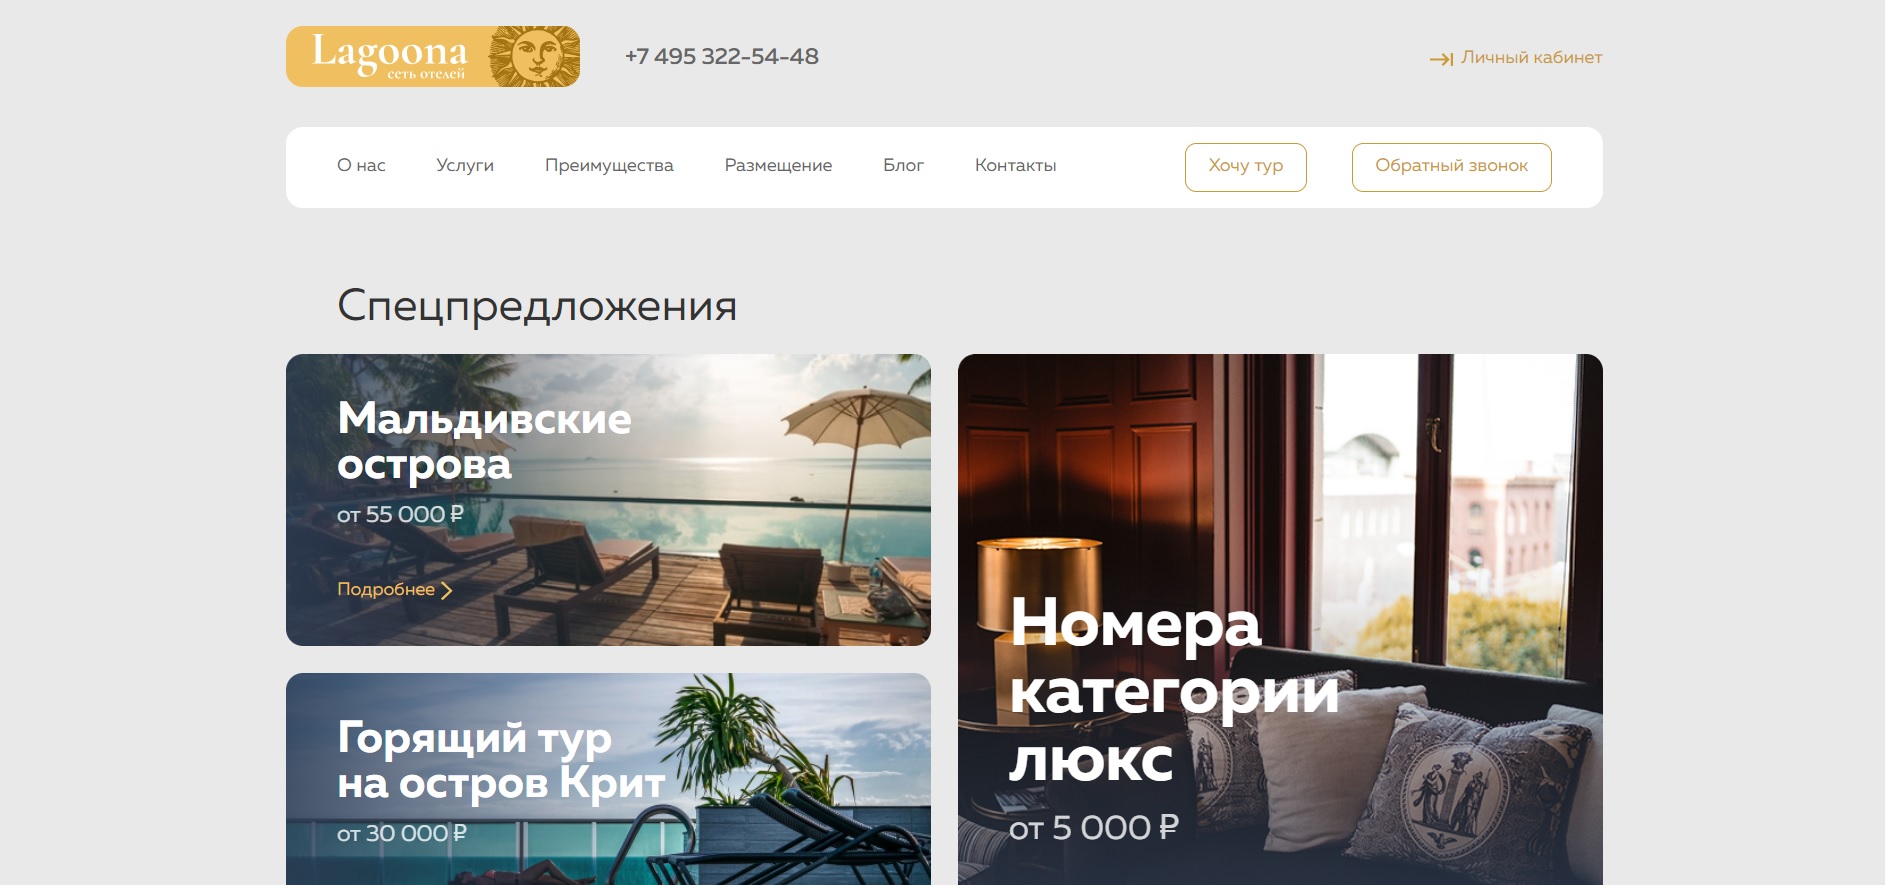 Lagoona
сеть отелей
+7 495 322-54-48
Личный кабинет
О нас
Услуги
Преимущества
Размещение
Блог
Контакты
Хочу тур
Обратный звонок
Спецпредложения
Мальдивские
острова
от 55 000 ₽
Подробнее
Горящий тур
на остров Крит
от 30 000 ₽
Номера
категории
люкс
от 5 000 ₽